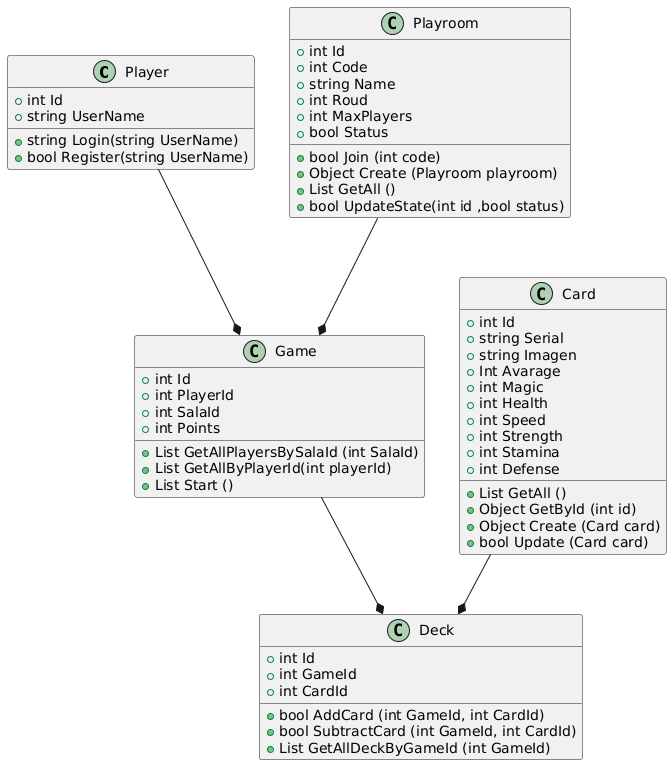 C Player
int Id
string UserName
string Login(string UserName)
bool Register(string UserName)
C Playroom
int Id
int Code
string Name
int Roud
int MaxPlayers
bool Status
bool Join (int code)
Object Create (Playroom playroom)
List GetAll ()
bool UpdateState(int id ,bool status)
C Game
int Id
int PlayerId
int SalaId
int Points
List GetAllPlayersBySalaId (int SalaId)
List GetAllByPlayerId(int playerId)
List Start ()
C Card
int Id
string Serial
string Imagen
Int Avarage
int Magic
int Health
int Speed
int Strength
int Stamina
int Defense
List GetAll ()
Object GetById (int id)
Object Create (Card card)
bool Update (Card card)
C Deck
int Id
int GameId
int CardId
bool AddCard (int GameId, int CardId)
bool SubtractCard (int GameId, int CardId)
List GetAllDeckByGameId (int GameId)